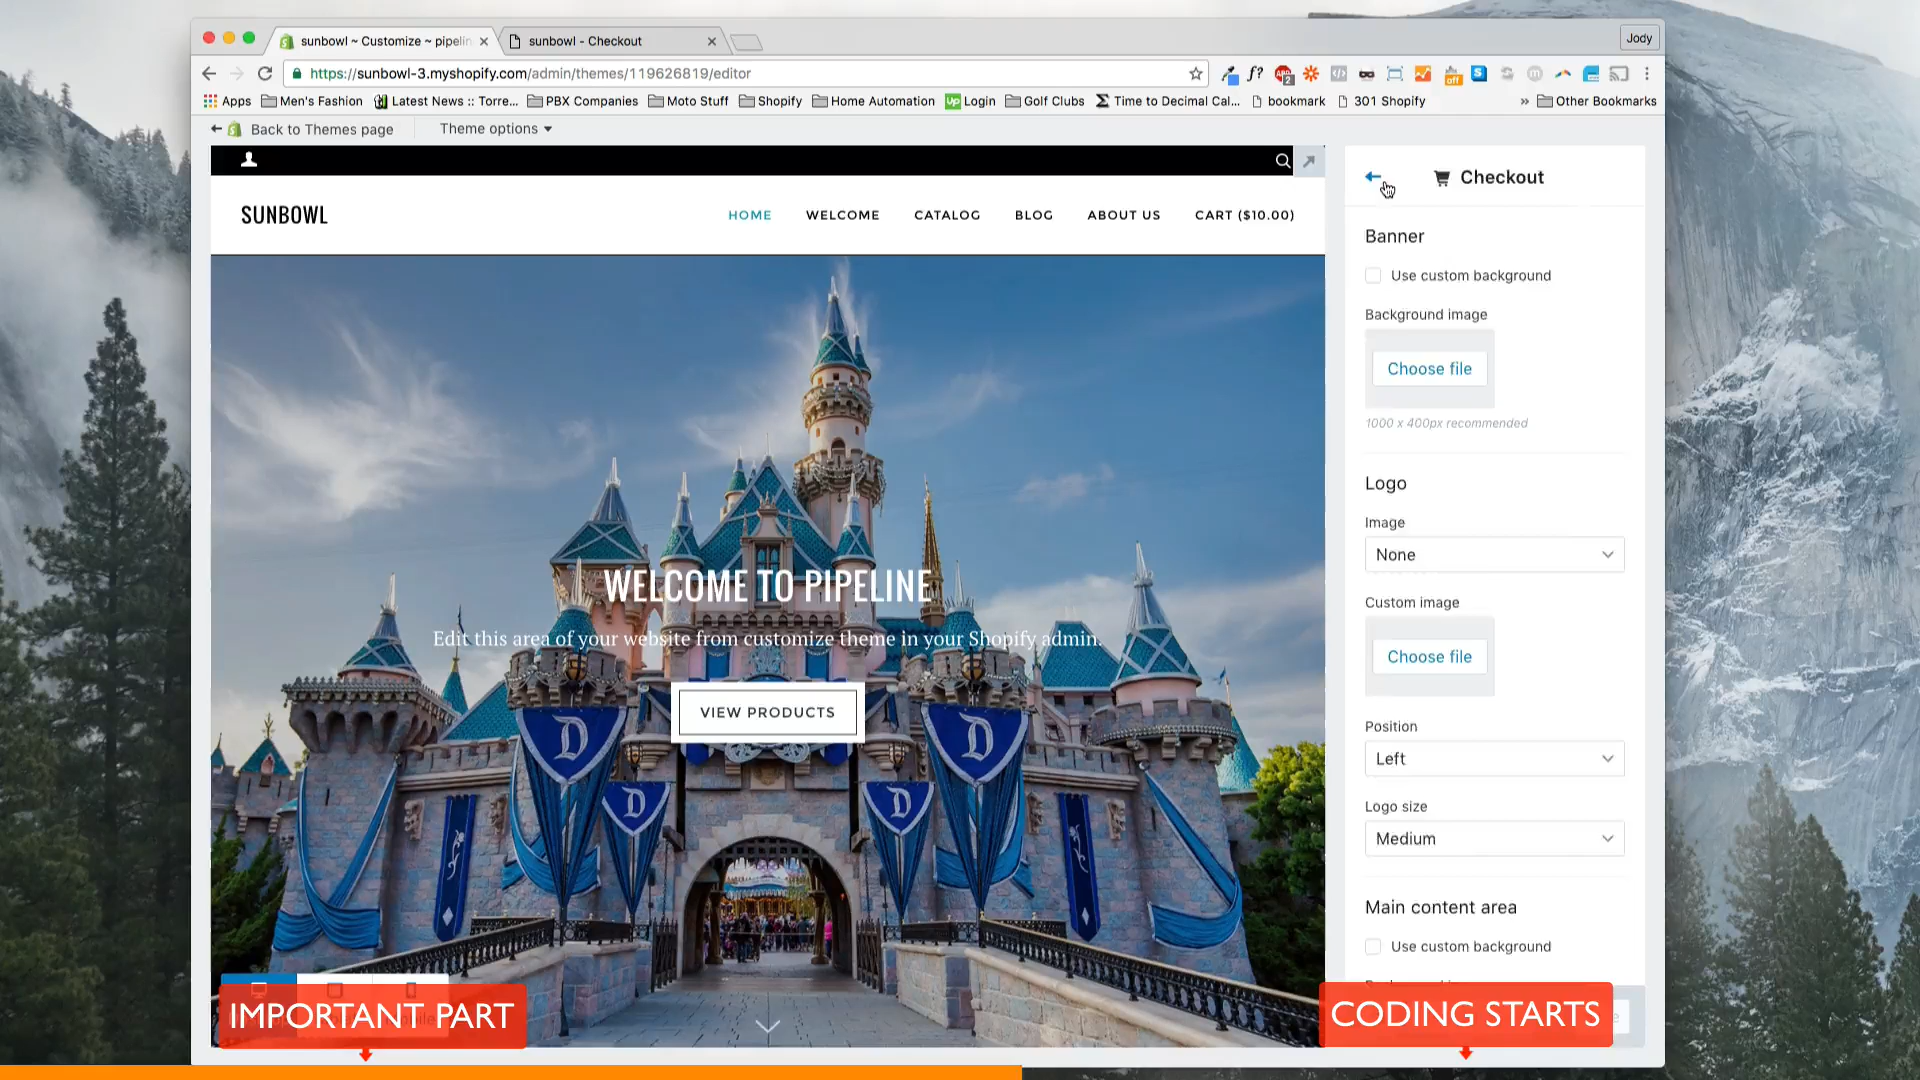 sunbowl ~ Customize ~ pipelin
sunbowl - Checkout
Jody
https://sunbowl-3.myshopify.com/admin/themes/119626819/editor
f?
2
off
S
m
Apps
Men's Fashion
Latest News :: Torre...
PBX Companies
Moto Stuff
Shopify
Home Automation
Up Login
Golf Clubs
Time to Decimal Cal...
bookmark
301 Shopify
»
Other Bookmarks
Back to Themes page
Theme options
SUNBOWL
HOME
WELCOME
CATALOG
BLOG
ABOUT US
CART ($10.00)
WELCOME TO PIPELINE
Edit this area of your website from customize theme in your Shopify admin.
VIEW PRODUCTS
D
D
D
D
Checkout
Banner
Use custom background
Background image
Choose file
1000 x 400px recommended
Logo
Image
None
Custom image
Choose file
Position
Left
Logo size
Medium
Main content area
Use custom background
IMPORTANT PART
CODING STARTS